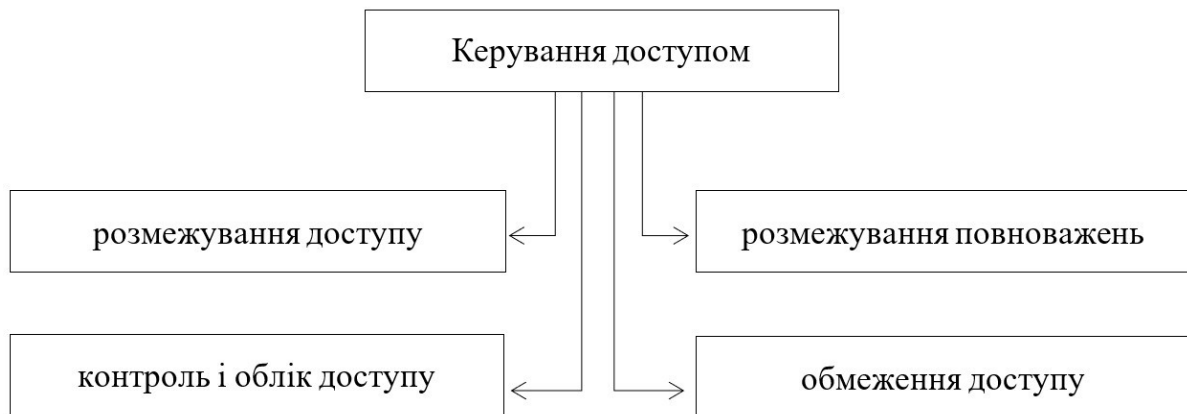 Керування доступом
розмежування доступу
розмежування повноважень
контроль і облік доступу
обмеження доступу